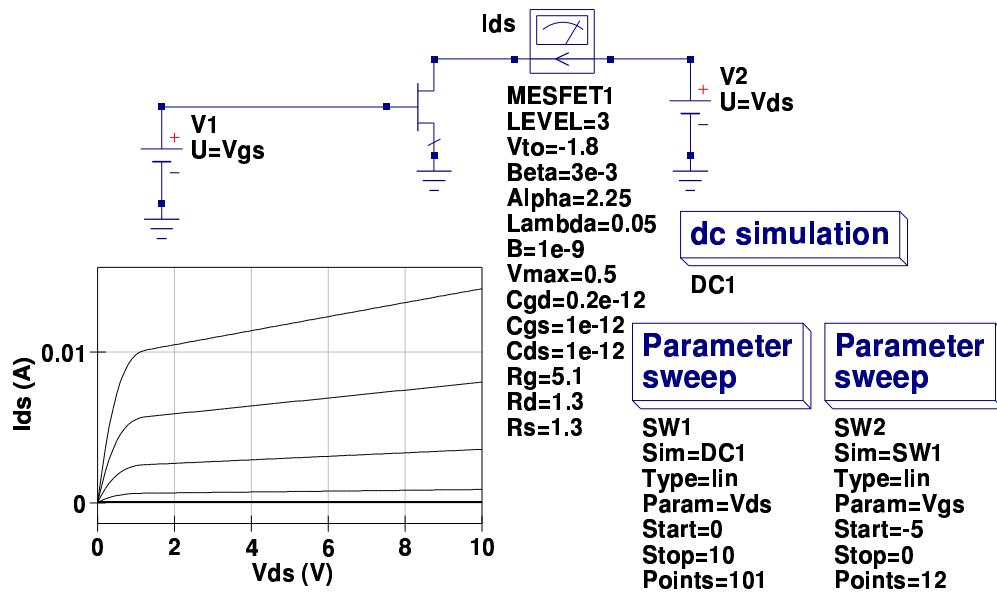 Ids
V1
U=Vgs
+
−
MESFET1
LEVEL=3
Vto=-1.8
Beta=3e-3
Alpha=2.25
Lambda=0.05
B=1e-9
Vmax=0.5
Cgd=0.2e-12
Cgs=1e-12
Cds=1e-12
Rg=5.1
Rd=1.3
Rs=1.3
V2
U=Vds
+
−
dc simulation
DC1
Parameter
sweep
SW1
Sim=DC1
Type=lin
Param=Vds
Start=0
Stop=10
Points=101
Parameter
sweep
SW2
Sim=SW1
Type=lin
Param=Vgs
Start=-5
Stop=0
Points=12
Ids (A)
0.01
0
0 2 4 6 8 10
Vds (V)